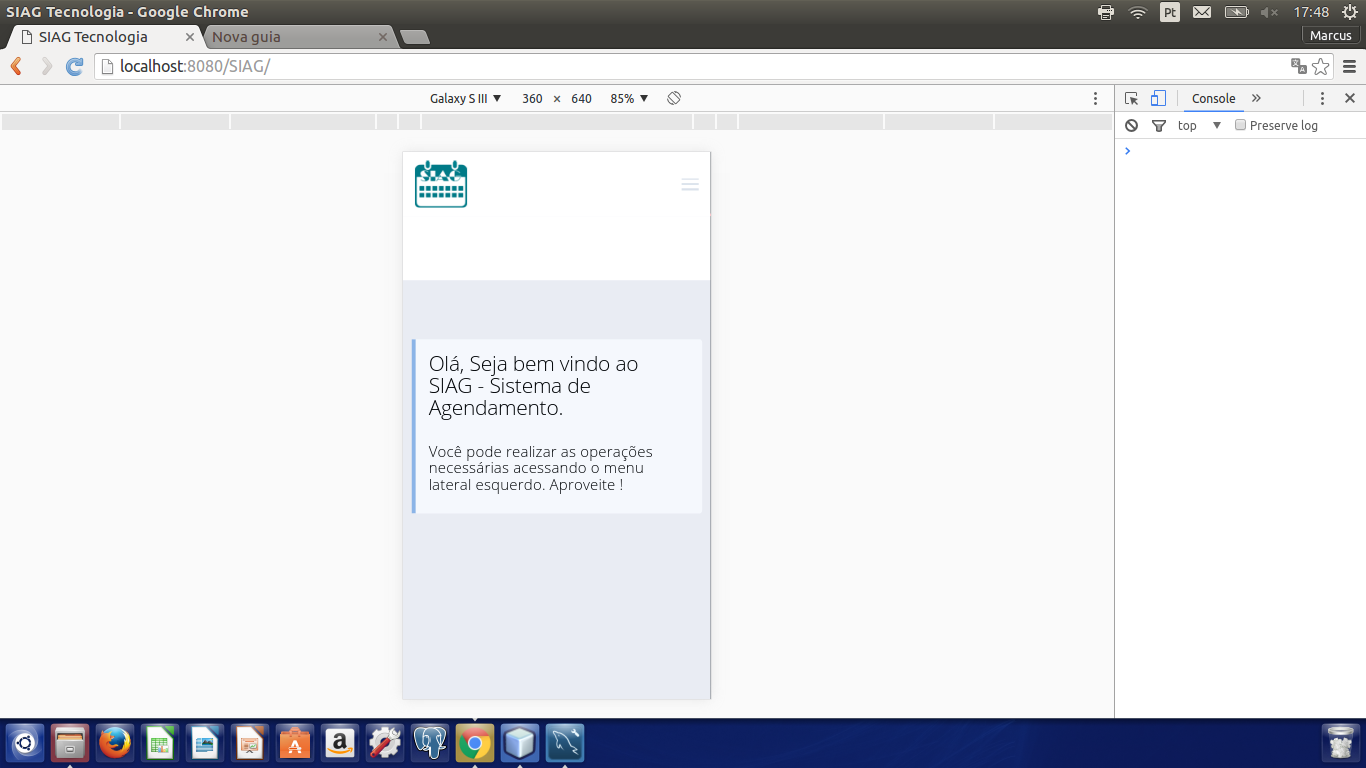 SIAG Tecnologia - Google Chrome
Pt
17:48
SIAG Tecnologia
Nova guia
Marcus
localhost:8080/SIAG/
Galaxy S III ▼ 360 × 640 85% ▼
Console
top ▼ Preserve log
SIAG
Olá, Seja bem vindo ao
SIAG - Sistema de
Agendamento.
Você pode realizar as operações
necessárias acessando o menu
lateral esquerdo. Aproveite !